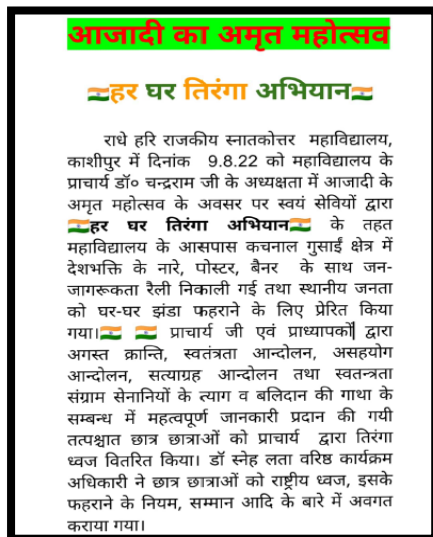 आजादी का अमृत महोत्सव
🇮🇳हर घर तिरंगा अभियान🇮🇳
राधे हरि राजकीय स्नातकोत्तर महाविद्यालय,
काशीपुर में दिनांक 9.8.22 को महाविद्यालय के
प्राचार्य डॉ० चन्द्रराम जी के अध्यक्षता में आजादी के
अमृत महोत्सव के अवसर पर स्वयं सेवियों द्वारा
🇮🇳हर घर तिरंगा अभियान🇮🇳 के तहत
महाविद्यालय के आसपास कचनाल गुसाईं क्षेत्र में
देशभक्ति के नारे, पोस्टर, बैनर के साथ जन-
जागरूकता रैली निकाली गई तथा स्थानीय जनता
को घर-घर झंडा फहराने के लिए प्रेरित किया
गया।🇮🇳 🇮🇳 प्राचार्य जी एवं प्राध्यापकों द्वारा
अगस्त क्रान्ति, स्वतंत्रता आन्दोलन, असहयोग
आन्दोलन, सत्याग्रह आन्दोलन तथा स्वतन्त्रता
संग्राम सेनानियों के त्याग व बलिदान की गाथा के
सम्बन्ध में महत्वपूर्ण जानकारी प्रदान की गयी
तत्पश्चात छात्र छात्राओं को प्राचार्य द्वारा तिरंगा
ध्वज वितरित किया। डॉ स्नेह लता वरिष्ठ कार्यक्रम
अधिकारी ने छात्र छात्राओं को राष्ट्रीय ध्वज, इसके
फहराने के नियम, सम्मान आदि के बारे में अवगत
कराया गया।